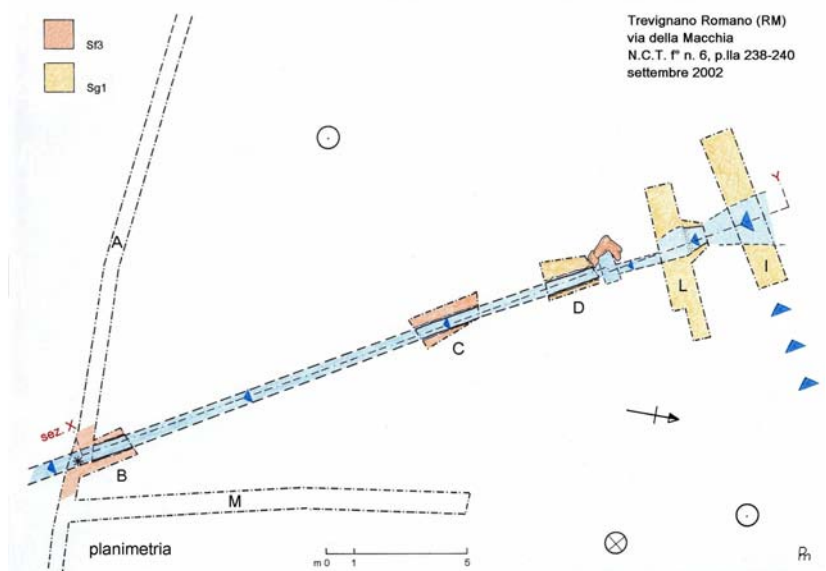 Sf3
Sg1
Trevignano Romano (RM)
via della Macchia
N.C.T. f° n. 6, p.lla 238-240
settembre 2002
A
Y
I
L
D
C
sez. X
B
M
planimetria
m 0 1 5